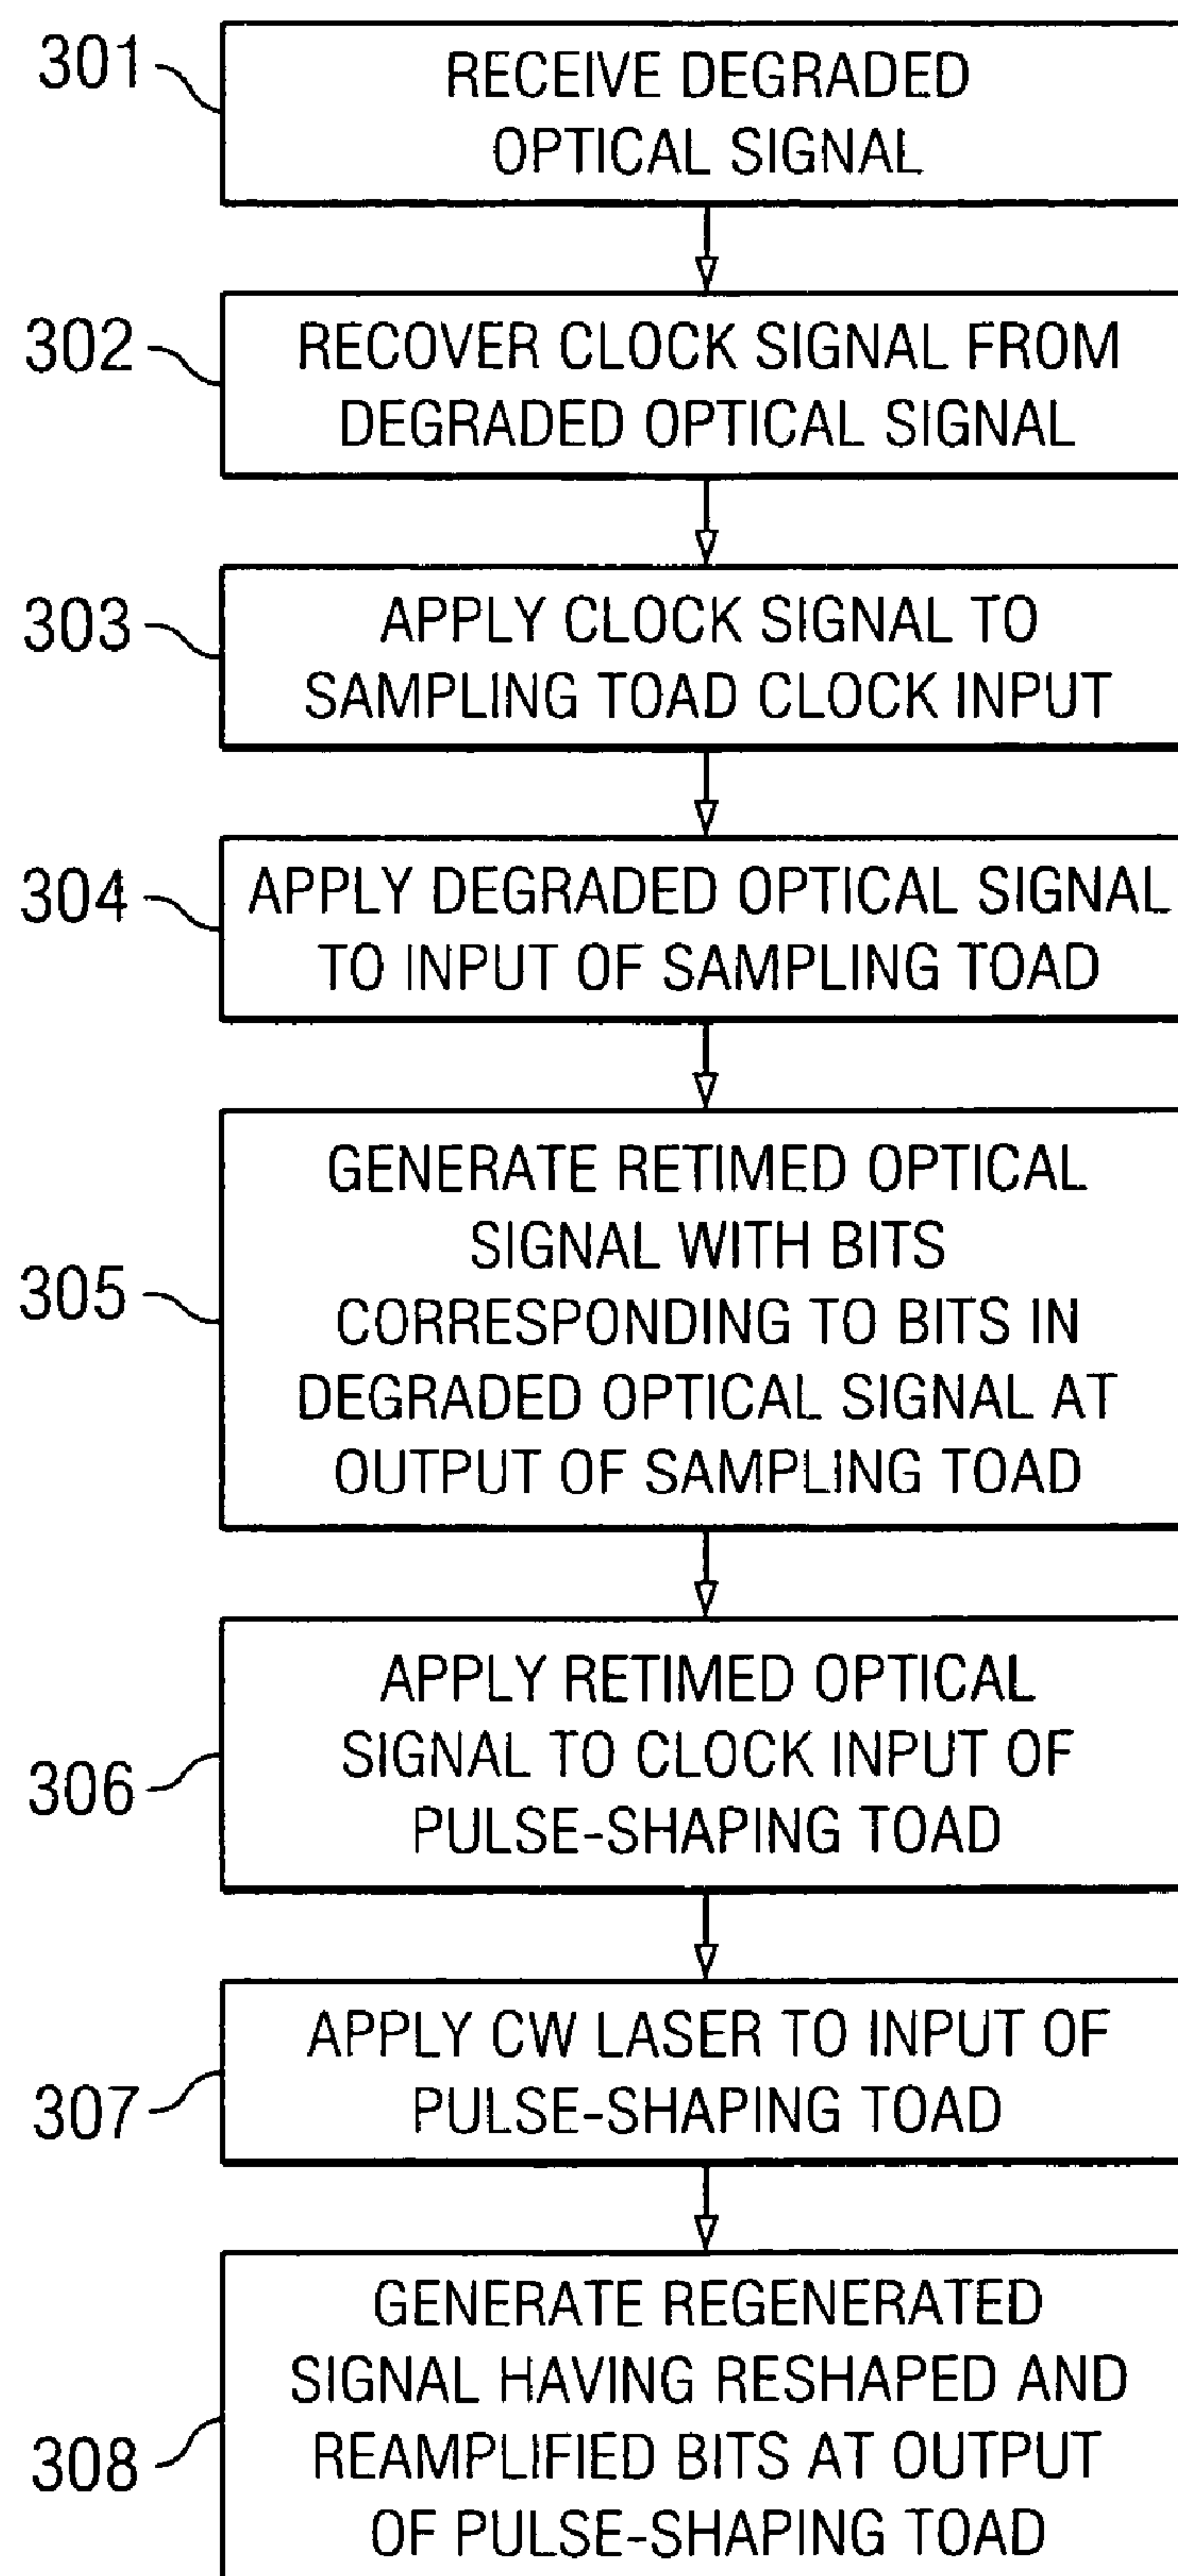 301
RECEIVE DEGRADED
OPTICAL SIGNAL
302
RECOVER CLOCK SIGNAL FROM
DEGRADED OPTICAL SIGNAL
303
APPLY CLOCK SIGNAL TO
SAMPLING TOAD CLOCK INPUT
304
APPLY DEGRADED OPTICAL SIGNAL
TO INPUT OF SAMPLING TOAD
305
GENERATE RETIMED OPTICAL
SIGNAL WITH BITS
CORRESPONDING TO BITS IN
DEGRADED OPTICAL SIGNAL AT
OUTPUT OF SAMPLING TOAD
306
APPLY RETIMED OPTICAL
SIGNAL TO CLOCK INPUT OF
PULSE-SHAPING TOAD
307
APPLY CW LASER TO INPUT OF
PULSE-SHAPING TOAD
308
GENERATE REGENERATED
SIGNAL HAVING RESHAPED AND
REAMPLIFIED BITS AT OUTPUT
OF PULSE-SHAPING TOAD